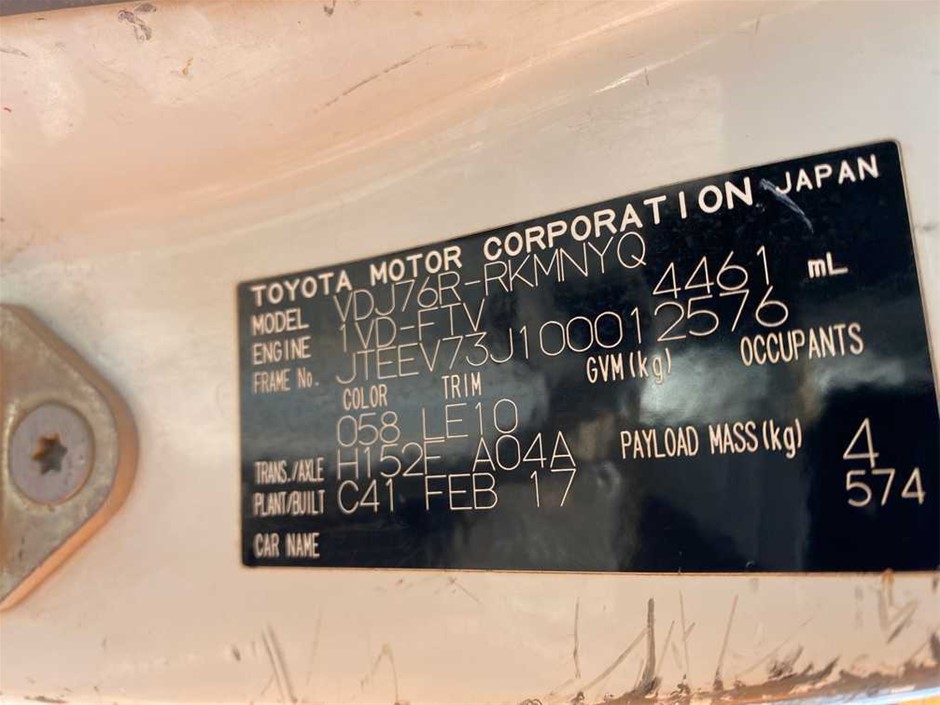 TOYOTA MOTOR CORPORATION JAPAN
MODEL VDJ76R-RKMNYQ
ENGINE 1VD-FTV 4461 mL
FRAME No. JTEEV73J100012576
COLOR TRIM GVM(kg) OCCUPANTS
058 LE10
TRANS./AXLE H152F A04A PAYLOAD MASS(kg) 4
PLANT/BUILT C41 FEB 17 574
CAR NAME